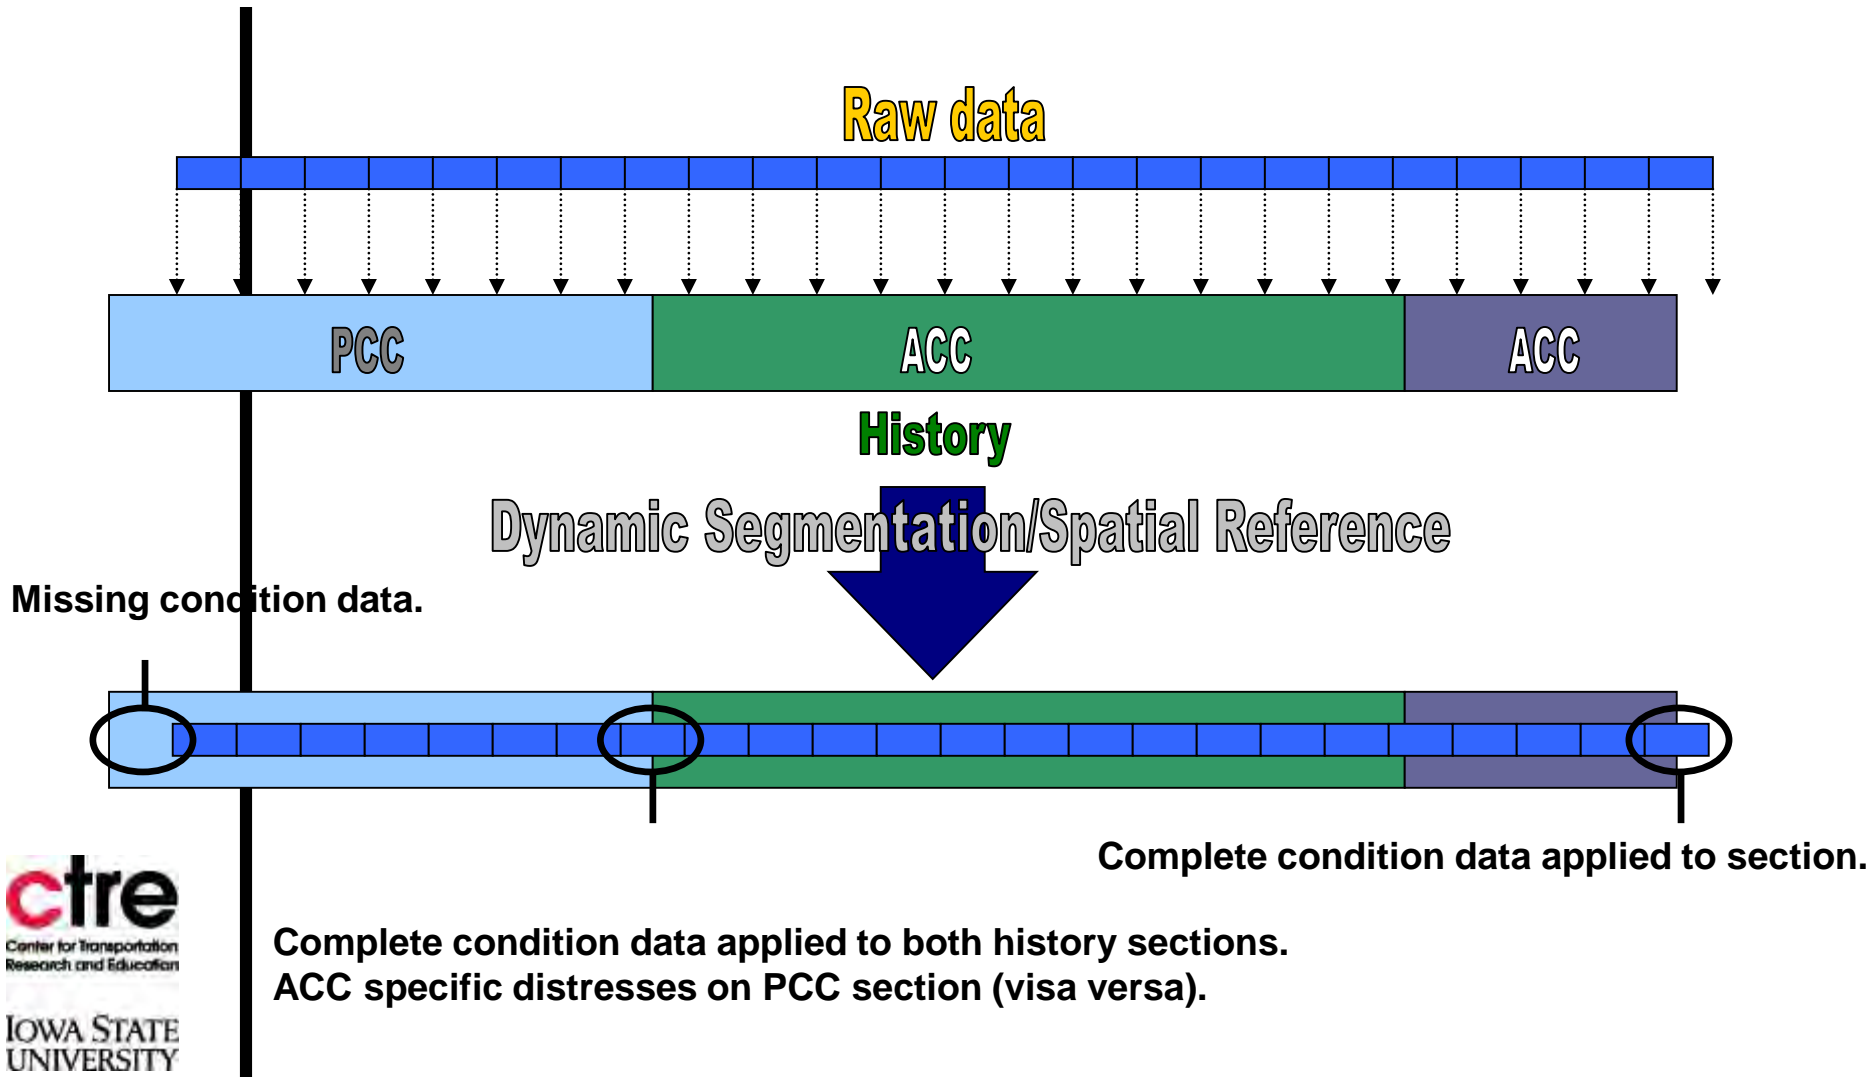 Raw data
PCC
ACC
ACC
History
Dynamic Segmentation/Spatial Reference
Missing condition data.
Complete condition data applied to section.
Complete condition data applied to both history sections.
ACC specific distresses on PCC section (visa versa).
ctre
Center for Transportation
Research and Education
IOWA STATE
UNIVERSITY